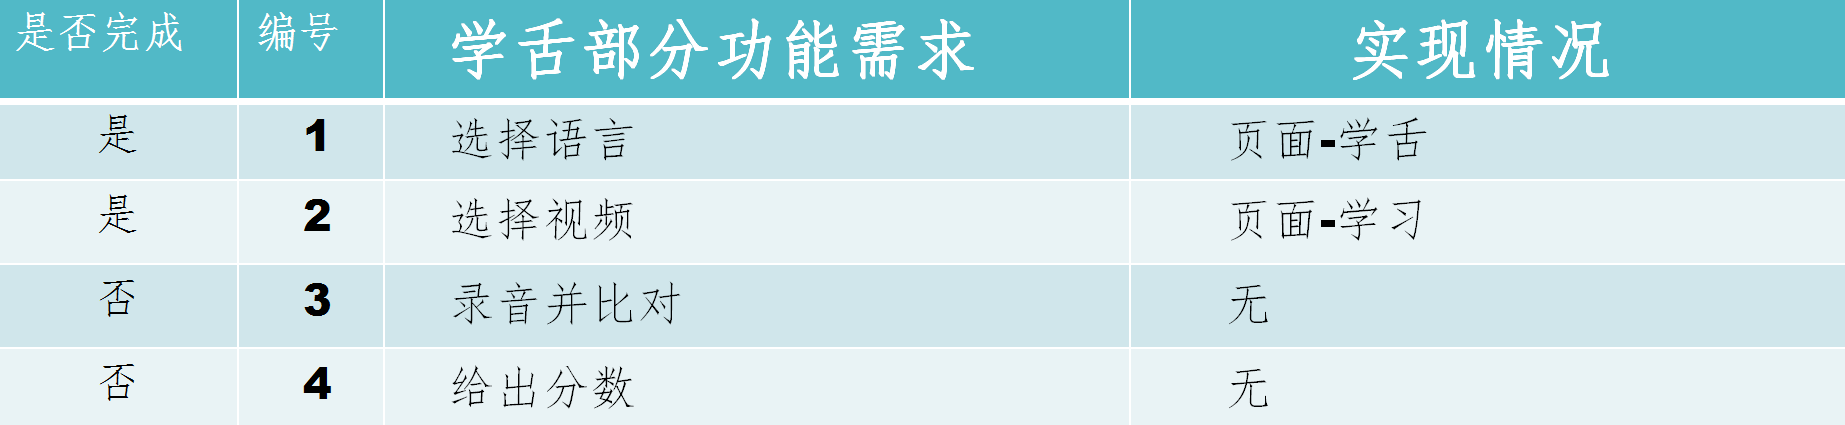 是否完成 编号 学舌部分功能需求 实现情况
是 1 选择语言 页面-学舌
是 2 选择视频 页面-学习
否 3 录音并比对 无
否 4 给出分数 无